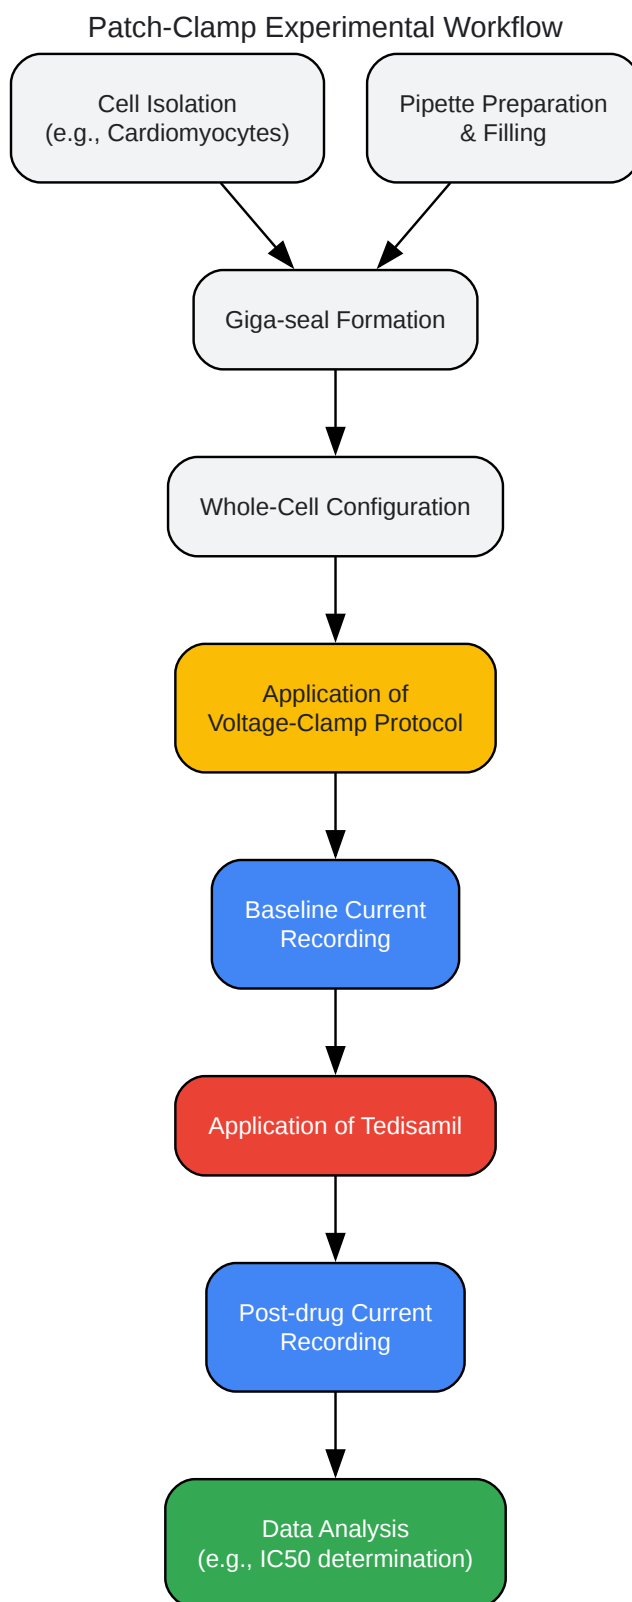 Patch-Clamp Experimental Workflow
Cell Isolation
(e.g., Cardiomyocytes)
Pipette Preparation
& Filling
Giga-seal Formation
Whole-Cell Configuration
Application of
Voltage-Clamp Protocol
Baseline Current
Recording
Application of Tedisamil
Post-drug Current
Recording
Data Analysis
(e.g., IC50 determination)